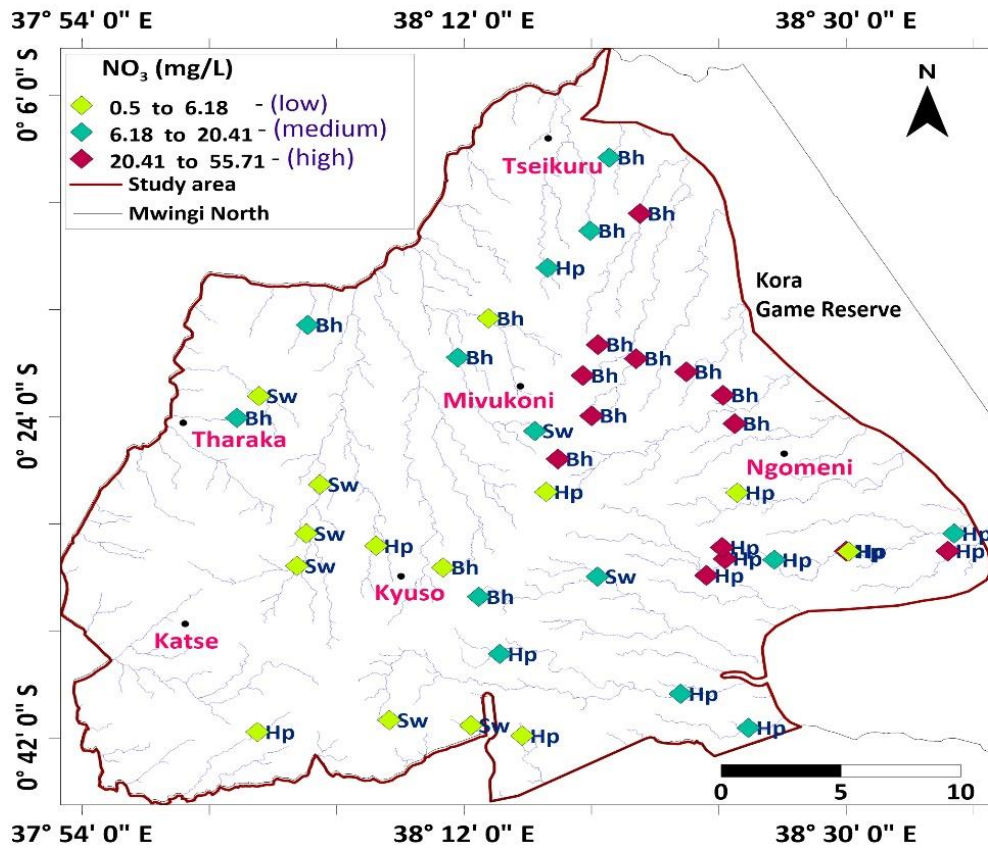 37° 54' 0" E 38° 12' 0" E 38° 30' 0" E
NO₃ (mg/L)
0.5 to 6.18 - (low)
6.18 to 20.41 - (medium)
20.41 to 55.71 - (high)
Study area
Mwingi North
N
0° 6' 0" S
Tseikuru
Bh
Bh
Bh
Hp
Kora
Game Reserve
Bh
Bh
Bh
Bh
Bh
Bh
Bh
Mivukoni
Sw
Bh
0° 24' 0" S
Bh
Bh
Tharaka
Bh
Sw
Ngomeni
Bh
Sw
Hp
Hp
Sw
Hp
Hp
Hp
Hp
Hp
Hp
Hp
Sw
Bh
Hp
Sw
Kyuso
Bh
Katse
Hp
Hp
Sw
Sw
Hp
Hp
Hp
0° 42' 0" S
0 5 10
37° 54' 0" E 38° 12' 0" E 38° 30' 0" E